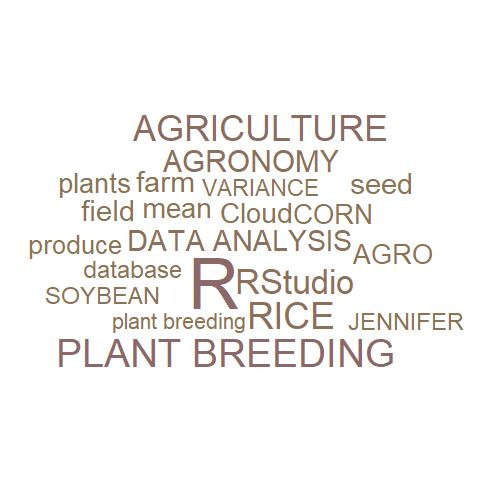 AGRICULTURE
AGRONOMY
plants farm VARIANCE seed
field mean CloudCORN
produce DATA ANALYSIS AGRO
database R RStudio
SOYBEAN
plant breeding RICE JENNIFER
PLANT BREEDING